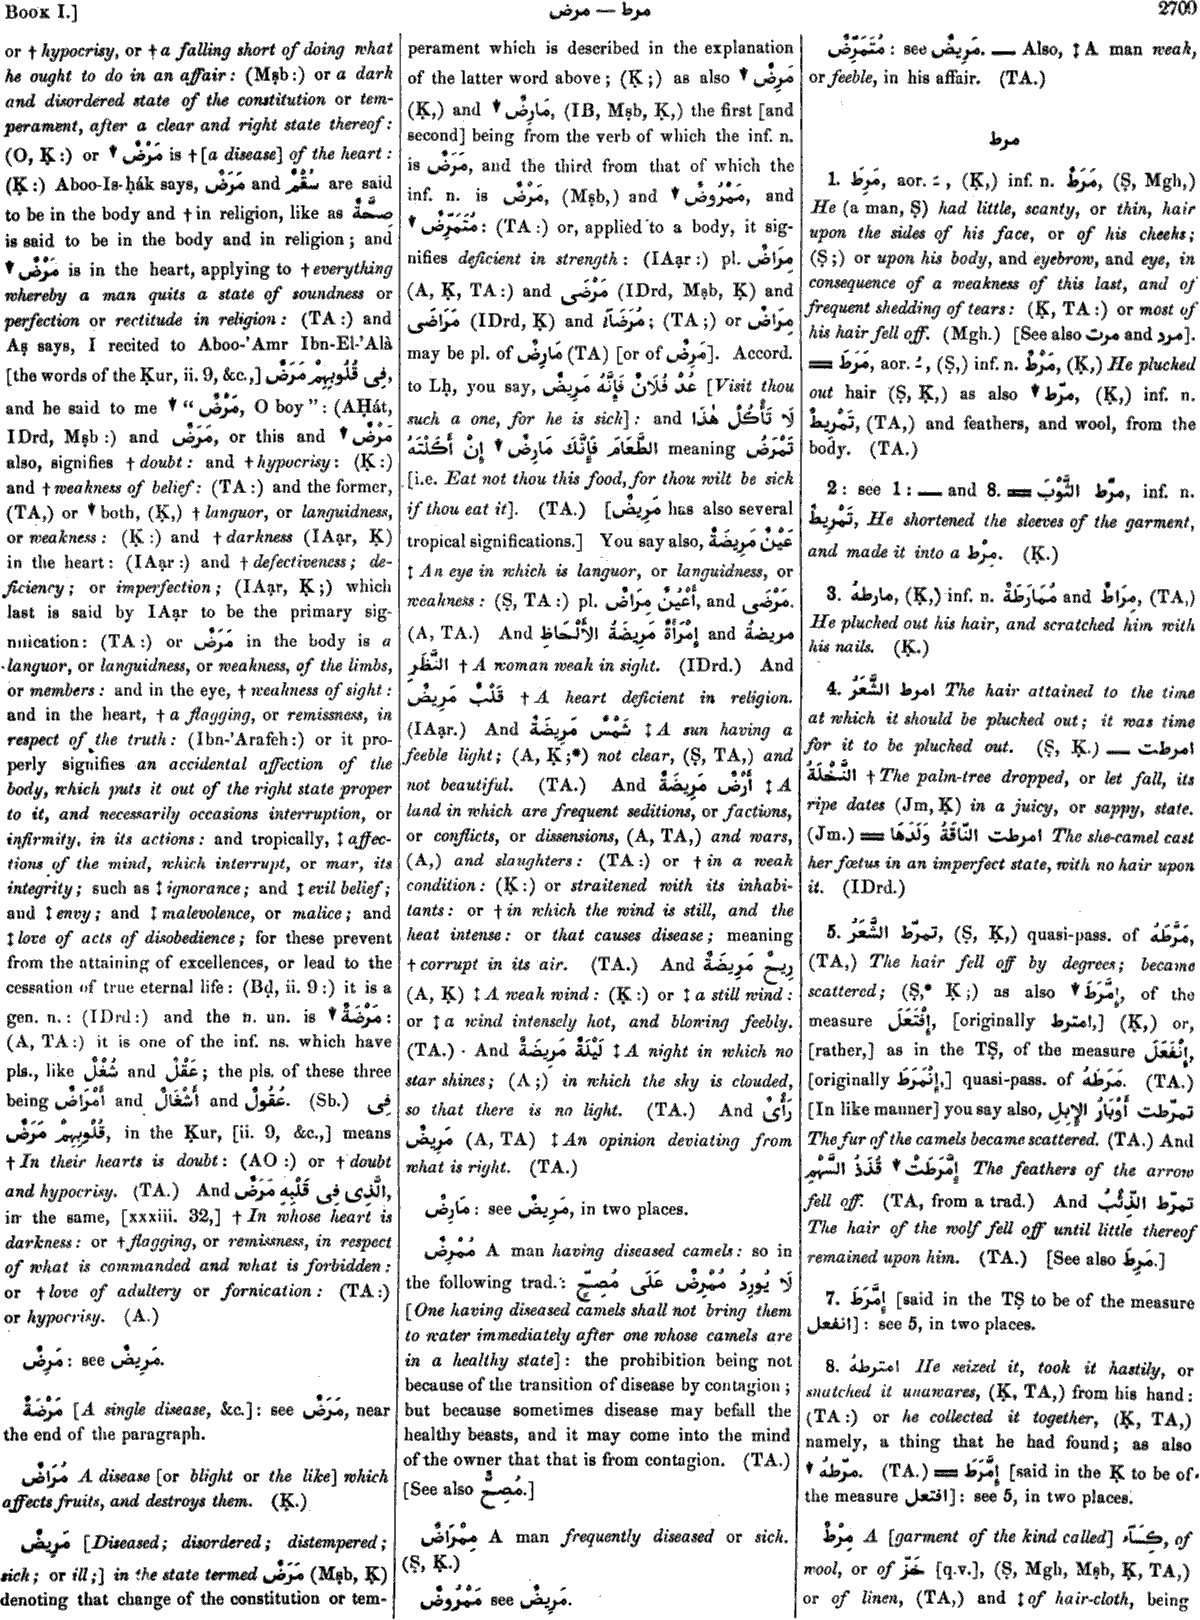 Book I.]
مرض — مرط
2709
or † hypocrisy, or † a falling short of doing what
he ought to do in an affair: (Mṣb:) or a dark
and disordered state of the constitution or tem-
perament, after a clear and right state thereof:
(O, Ḳ:) or ▼ مَرْضٌ is † [a disease] of the heart:
(Ḳ:) Aboo-Is-ḥáḳ says, مَرَضٌ and سُقْمٌ are said
to be in the body and † in religion, like as صِحَّةٌ
is said to be in the body and in religion; and
▼ مَرْضٌ is in the heart, applying to † everything
whereby a man quits a state of soundness or
perfection or rectitude in religion: (TA:) and
Aṣ says, I recited to Aboo-'Amr Ibn-El-'Alà
[the words of the Ḳur, ii. 9, &c.,] فِى قُلُوبِهِمْ مَرَضٌ,
and he said to me ▼ “ مَرْضٌ, O boy”: (AḤát,
IDrd, Mṣb:) and مَرَضٌ, or this and ▼ مَرْضٌ
also, signifies † doubt: and † hypocrisy: (Ḳ:)
and † weakness of belief: (TA:) and the former,
(TA,) or ▼ both, (Ḳ,) † languor, or languidness,
or weakness: (Ḳ:) and † darkness (IAạr, Ḳ)
in the heart: (IAạr:) and † defectiveness; de-
ficiency; or imperfection; (IAạr, Ḳ;) which
last is said by IAạr to be the primary sig-
nification: (TA:) or مَرَضٌ in the body is a
languor, or languidness, or weakness, of the limbs,
or members: and in the eye, † weakness of sight:
and in the heart, † a flagging, or remissness, in
respect of the truth: (Ibn-'Arafeh:) or it pro-
perly signifies an accidental affection of the
body, which puts it out of the right state proper
to it, and necessarily occasions interruption, or
infirmity, in its actions: and tropically, ‡ affec-
tions of the mind, which interrupt, or mar, its
integrity; such as ‡ ignorance; and ‡ evil belief;
and ‡ envy; and ‡ malevolence, or malice; and
‡ love of acts of disobedience; for these prevent
from the attaining of excellences, or lead to the
cessation of true eternal life: (Bḍ, ii. 9:) it is a
gen. n.: (IDrd:) and the n. un. is ▼ مَرْضَةٌ:
(A, TA:) it is one of the inf. ns. which have
pls., like شُغْلٌ and عَقْلٌ; the pls. of these three
being أَمْرَاضٌ and أَشْغَالٌ and عُقُولٌ. (Sb.) فِى
قُلُوبِهِمْ مَرَضٌ, in the Ḳur, [ii. 9, &c.,] means
† In their hearts is doubt: (AO:) or † doubt
and hypocrisy. (TA.) And الَّذِى فِى قَلْبِهِ مَرَضٌ,
in the same, [xxxiii. 32,] † In whose heart is
darkness: or † flagging, or remissness, in respect
of what is commanded and what is forbidden:
or † love of adultery or fornication: (TA:)
or hypocrisy. (A.)
مَرِضٌ: see مَرِيضٌ.
مَرْضَةٌ [A single disease, &c.]: see مَرَضٌ, near
the end of the paragraph.
مُرَاضٌ A disease [or blight or the like] which
affects fruits, and destroys them. (Ḳ.)
مَرِيضٌ [Diseased; disordered; distempered;
sick; or ill;] in the state termed مَرَضٌ (Mṣb, Ḳ)
denoting that change of the constitution or tem-
perament which is described in the explanation
of the latter word above; (Ḳ;) as also ▼ مَرِضٌ
(Ḳ,) and ▼ مَارِضٌ, (IB, Mṣb, Ḳ,) the first [and
second] being from the verb of which the inf. n.
is مَرَضٌ, and the third from that of which the
inf. n. is مَرْضٌ, (Mṣb,) and ▼ مَمْرُوضٌ, and
▼ مُتَمَرِّضٌ: (TA:) or, applied to a body, it sig-
nifies deficient in strength: (IAạr:) pl. مِرَاضٌ
(A, Ḳ, TA:) and مَرْضَى (IDrd, Mṣb, Ḳ) and
مَرَاضَى (IDrd, Ḳ) and مُرَضَآءُ; (TA;) or مِرَاضٌ
may be pl. of مَارِضٌ (TA) [or of مَرِضٌ]. Accord.
to Lḥ, you say, عُدْ فُلَانًا فَإِنَّهُ مَرِيضٌ [Visit thou
such a one, for he is sick]: and لَا تَأْكُلْ هٰذَا
الطَّعَامَ فَإِنَّكَ مَارِضٌ ▼ إِنْ أَكَلْتَهُ meaning تَمْرَضُ
[i.e. Eat not thou this food, for thou wilt be sick
if thou eat it]. (TA.) [مَرِيضٌ has also several
tropical significations.] You say also, عَيْنٌ مَرِيضَةٌ
‡ An eye in which is languor, or languidness, or
weakness: (Ṣ, TA:) pl. أَعْيُنٌ مِرَاضٌ, and مَرْضَى.
(A, TA.) And إِمْرَأَةٌ مَرِيضَةُ الأَلْحَاظِ and مريضةُ
النَّظَرِ † A woman weak in sight. (IDrd.) And
قَلْبٌ مَرِيضٌ † A heart deficient in religion.
(IAạr.) And شَمْسٌ مَرِيضَةٌ ‡ A sun having a
feeble light; (A, Ḳ;*) not clear, (Ṣ, TA,) and
not beautiful. (TA.) And أَرْضٌ مَرِيضَةٌ ‡ A
land in which are frequent seditions, or factions,
or conflicts, or dissensions, (A, TA,) and wars,
(A,) and slaughters: (TA:) or † in a weak
condition: (Ḳ:) or straitened with its inhabi-
tants: or † in which the wind is still, and the
heat intense: or that causes disease; meaning
† corrupt in its air. (TA.) And رِيحٌ مَرِيضَةٌ
(A, Ḳ) ‡ A weak wind: (Ḳ:) or ‡ a still wind:
or ‡ a wind intensely hot, and blowing feebly.
(TA.) And لَيْلَةٌ مَرِيضَةٌ ‡ A night in which no
star shines; (A;) in which the sky is clouded,
so that there is no light. (TA.) And رَأْىٌ
مَرِيضٌ (A, TA) ‡ An opinion deviating from
what is right. (TA.)
مَارِضٌ: see مَرِيضٌ, in two places.
مُمْرِضٌ A man having diseased camels: so in
the following trad.: لَا يُورِدُ مُمْرِضٌ عَلَى مُصِحٍّ
[One having diseased camels shall not bring them
to water immediately after one whose camels are
in a healthy state]: the prohibition being not
because of the transition of disease by contagion;
but because sometimes disease may befall the
healthy beasts, and it may come into the mind
of the owner that that is from contagion. (TA.)
[See also مُصِحٌّ.]
مِمْرَاضٌ A man frequently diseased or sick.
(Ṣ, Ḳ.)
مَمْرُوضٌ see مَرِيضٌ.
مُتَمَرِّضٌ: see مَرِيضٌ. — Also, ‡ A man weak,
or feeble, in his affair. (TA.)
مرط
1. مَرِطَ, aor. ـَ, (Ḳ,) inf. n. مَرَطٌ, (Ṣ, Mgh,)
He (a man, Ṣ) had little, scanty, or thin, hair
upon the sides of his face, or of his cheeks;
(Ṣ;) or upon his body, and eyebrow, and eye, in
consequence of a weakness of this last, and of
frequent shedding of tears: (Ḳ, TA:) or most of
his hair fell off. (Mgh.) [See also مرت and مرد].
= مَرَطَ, aor. ـُ, (Ṣ,) inf. n. مَرْطٌ, (Ḳ,) He plucked
out hair (Ṣ, Ḳ,) as also ▼ مرّط, (Ḳ,) inf. n.
تَمْرِيطٌ, (TA,) and feathers, and wool, from the
body. (TA.)
2: see 1: — and 8. = مرّط الثَّوْبَ, inf. n.
تَمْرِيطٌ, He shortened the sleeves of the garment,
and made it into a مِرْط. (Ḳ.)
3. مارطهُ, (Ḳ,) inf. n. مُمَارَطَةٌ and مِرَاطٌ, (TA,)
He plucked out his hair, and scratched him with
his nails. (Ḳ.)
4. امرط الشَّعَرُ The hair attained to the time
at which it should be plucked out; it was time
for it to be plucked out. (Ṣ, Ḳ.) — امرطت
النَّخْلَةُ † The palm-tree dropped, or let fall, its
ripe dates (Jm, Ḳ) in a juicy, or sappy, state.
(Jm.) = امرطت النَّاقَةُ وَلَدَهَا The she-camel cast
her fœtus in an imperfect state, with no hair upon
it. (IDrd.)
5. تمرّط الشَّعَرُ, (Ṣ, Ḳ,) quasi-pass. of مَرَّطَهُ,
(TA,) The hair fell off by degrees; became
scattered; (Ṣ,* Ḳ;) as also ▼ إِمَّرَطَ, of the
measure إِفْتَعَلَ, [originally امترط,] (Ḳ,) or,
[rather,] as in the TṢ, of the measure إِنْفَعَلَ,
[originally إِنْمَرَطَ,] quasi-pass. of مَرَطَهُ. (TA.)
[In like manner] you say also, تمرّطت أَوْبَارُ الإِبِلِ
The fur of the camels became scattered. (TA.) And
إِمَّرَطَتْ ▼ قُذَذُ السَّهْمِ The feathers of the arrow
fell off. (TA, from a trad.) And تمرّط الذِّئْبُ
The hair of the wolf fell off until little thereof
remained upon him. (TA.) [See also مَرِطَ.]
7. إِمَّرَطَ [said in the TṢ to be of the measure
انفعل]: see 5, in two places.
8. امترطهُ He seized it, took it hastily, or
snatched it unawares, (Ḳ, TA,) from his hand:
(TA:) or he collected it together, (Ḳ, TA,)
namely, a thing that he had found; as also
▼ مرّطهُ. (TA.) = إِمَّرَطَ [said in the Ḳ to be of
the measure افتعل]: see 5, in two places.
مِرْطٌ A [garment of the kind called] كِسَآء, of
wool, or of خَزّ [q.v.], (Ṣ, Mgh, Mṣb, Ḳ, TA,)
or of linen, (TA,) and ‡ of hair-cloth, being